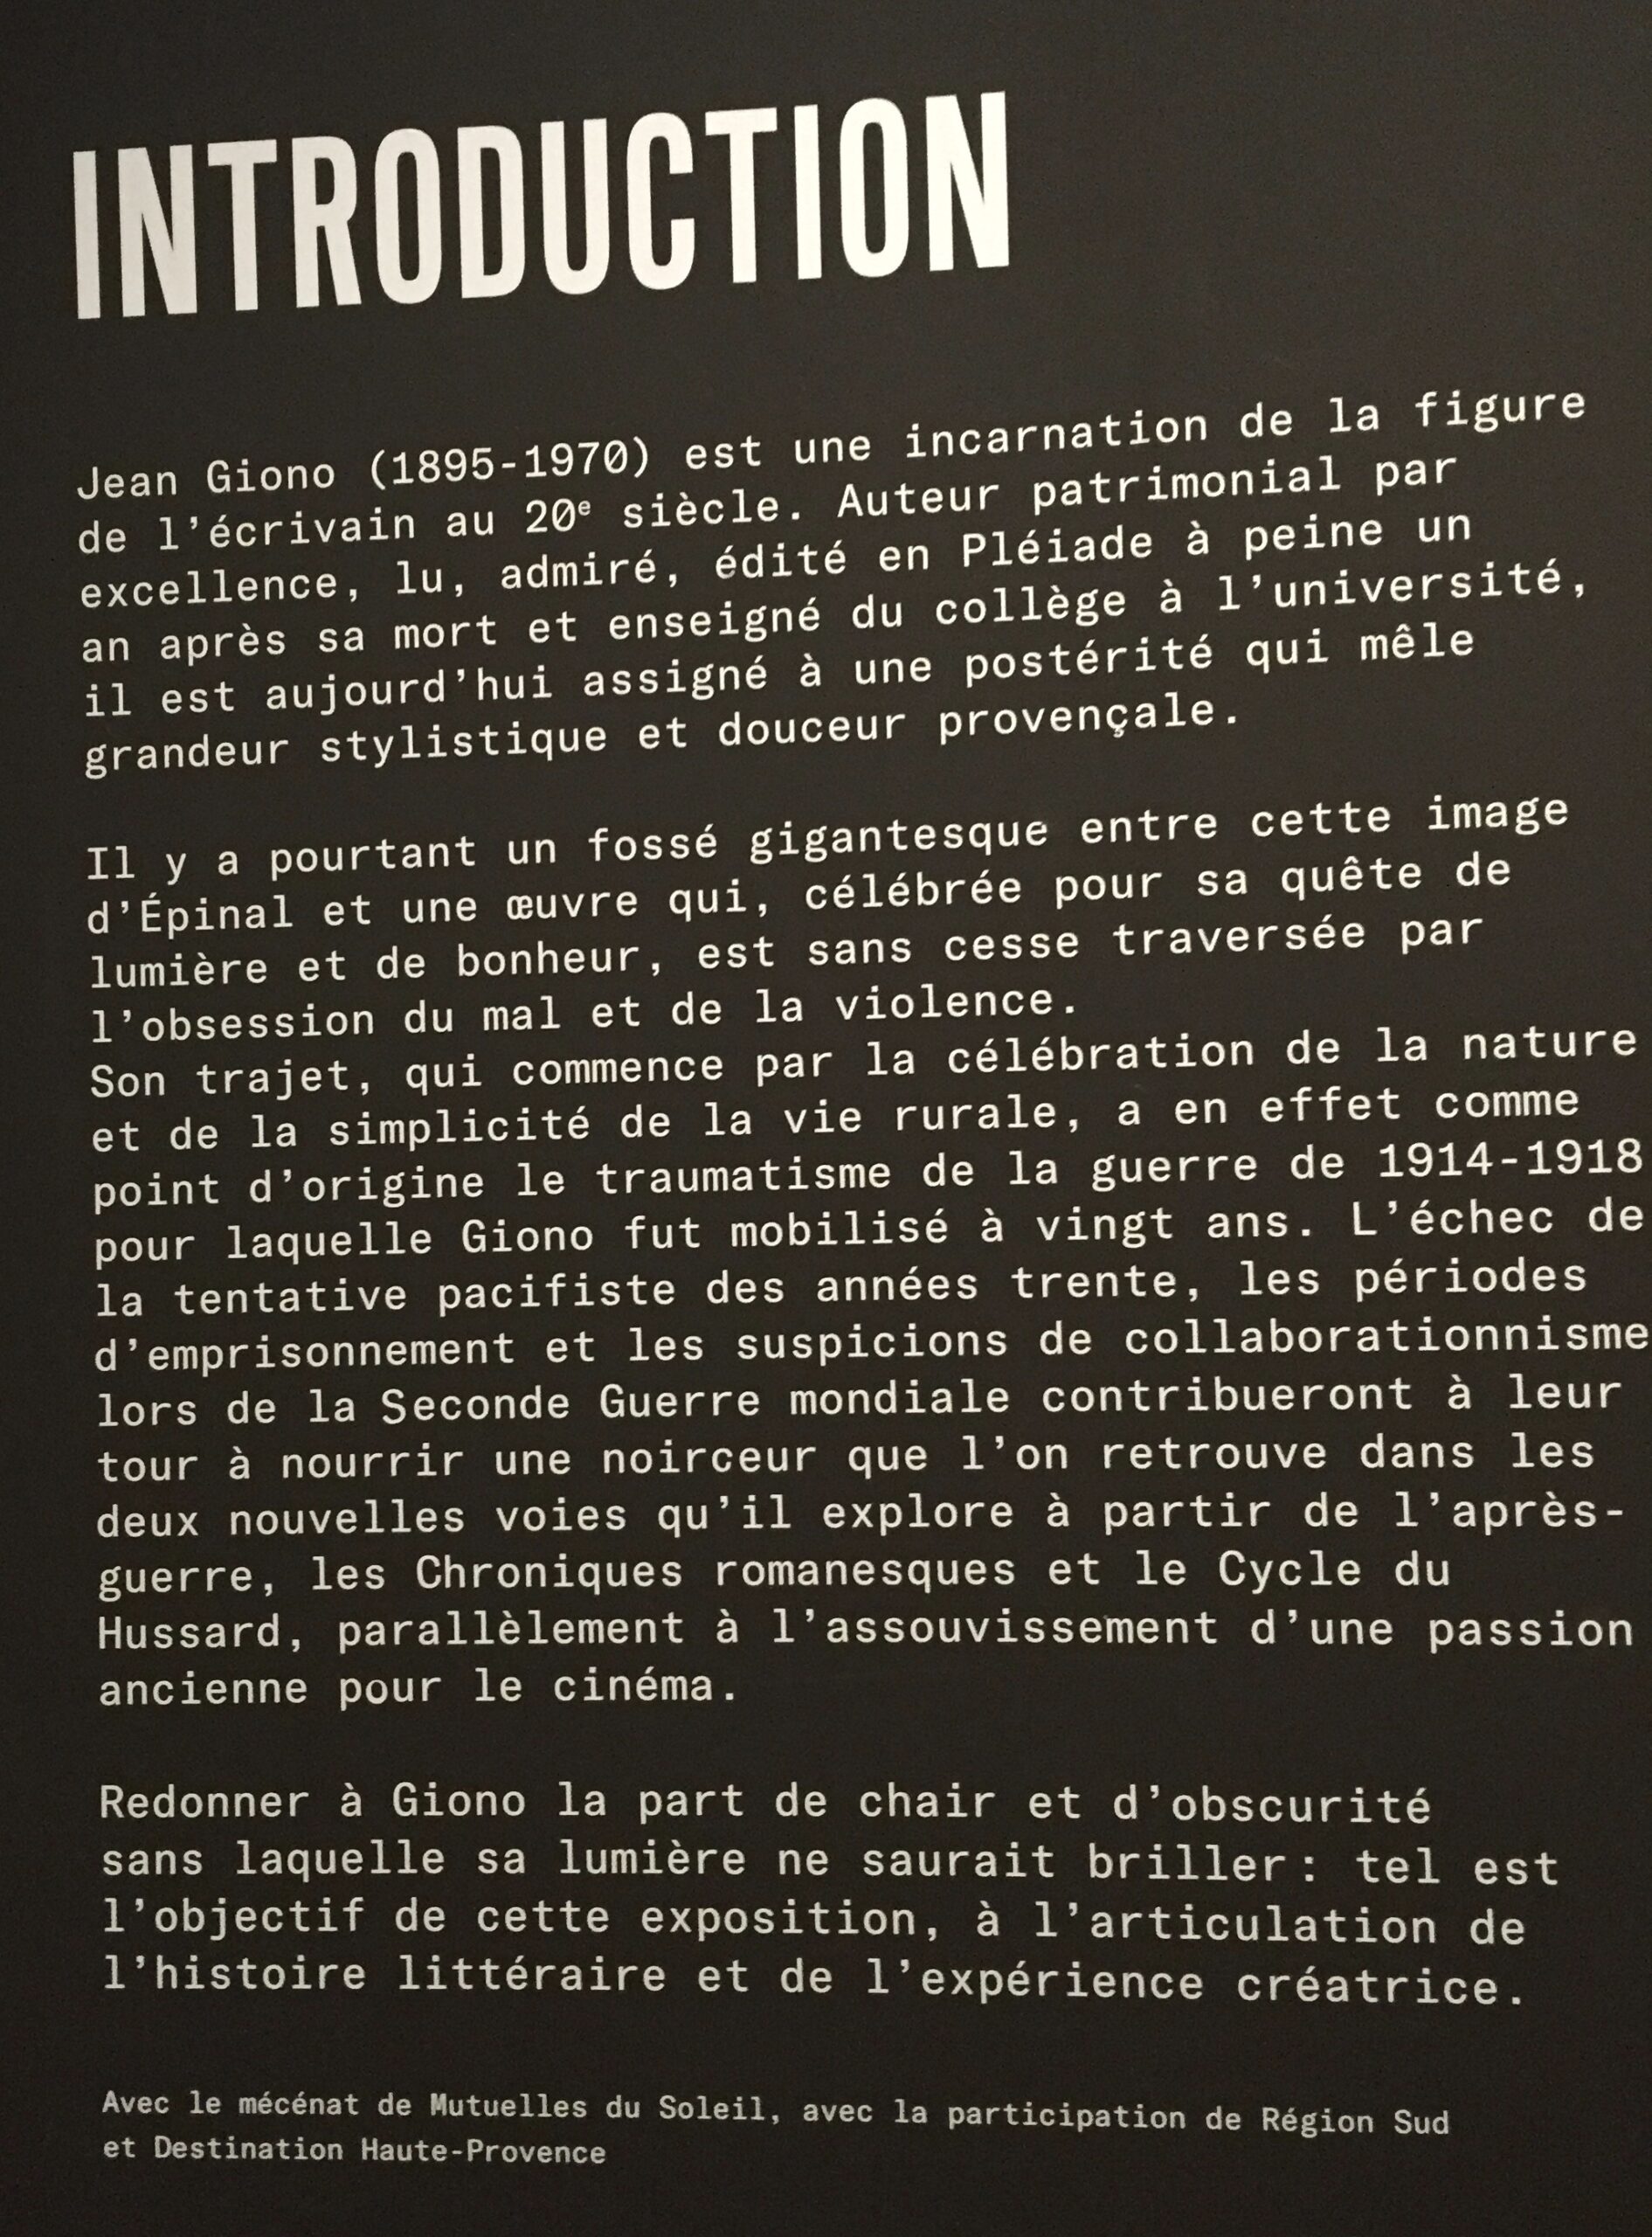 INTRODUCTION
Jean Giono (1895-1970) est une incarnation de la figure
de l’écrivain au 20e siècle. Auteur patrimonial par
excellence, lu, admiré, édité en Pléiade à peine un
an après sa mort et enseigné du collège à l’université,
il est aujourd’hui assigné à une postérité qui mêle
grandeur stylistique et douceur provençale.
Il y a pourtant un fossé gigantesque entre cette image
d’Épinal et une œuvre qui, célébrée pour sa quête de
lumière et de bonheur, est sans cesse traversée par
l’obsession du mal et de la violence.
Son trajet, qui commence par la célébration de la nature
et de la simplicité de la vie rurale, a en effet comme
point d’origine le traumatisme de la guerre de 1914-1918
pour laquelle Giono fut mobilisé à vingt ans. L’échec de
la tentative pacifiste des années trente, les périodes
d’emprisonnement et les suspicions de collaborationnisme
lors de la Seconde Guerre mondiale contribueront à leur
tour à nourrir une noirceur que l’on retrouve dans les
deux nouvelles voies qu’il explore à partir de l’après-
guerre, les Chroniques romanesques et le Cycle du
Hussard, parallèlement à l’assouvissement d’une passion
ancienne pour le cinéma.
Redonner à Giono la part de chair et d’obscurité
sans laquelle sa lumière ne saurait briller: tel est
l’objectif de cette exposition, à l’articulation de
l’histoire littéraire et de l’expérience créatrice.
Avec le mécénat de Mutuelles du Soleil, avec la participation de Région Sud
et Destination Haute-Provence